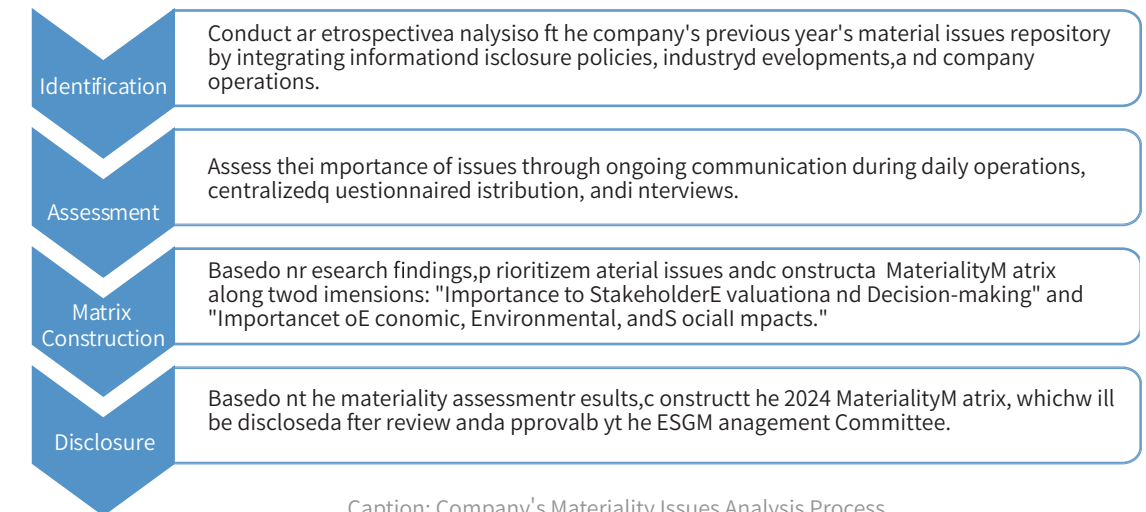 Identification
Conduct ar etrospectivea nalysiso ft he company's previous year's material issues repository
by integrating informationd isclosure policies, industryd evelopments,a nd company
operations.
Assessment
Assess thei mportance of issues through ongoing communication during daily operations,
centralizedq uestionnaired istribution, andi nterviews.
Matrix
Construction
Basedo nr esearch findings,p rioritizem aterial issues andc onstructa MaterialityM atrix
along twod imensions: "Importance to StakeholderE valuationa nd Decision-making" and
"Importancet oE conomic, Environmental, andS ocialI mpacts."
Disclosure
Basedo nt he materiality assessmentr esults,c onstructt he 2024 MaterialityM atrix, whichw ill
be discloseda fter review anda pprovalb yt he ESGM anagement Committee.
Caption: Company's Materiality Issues Analysis Process